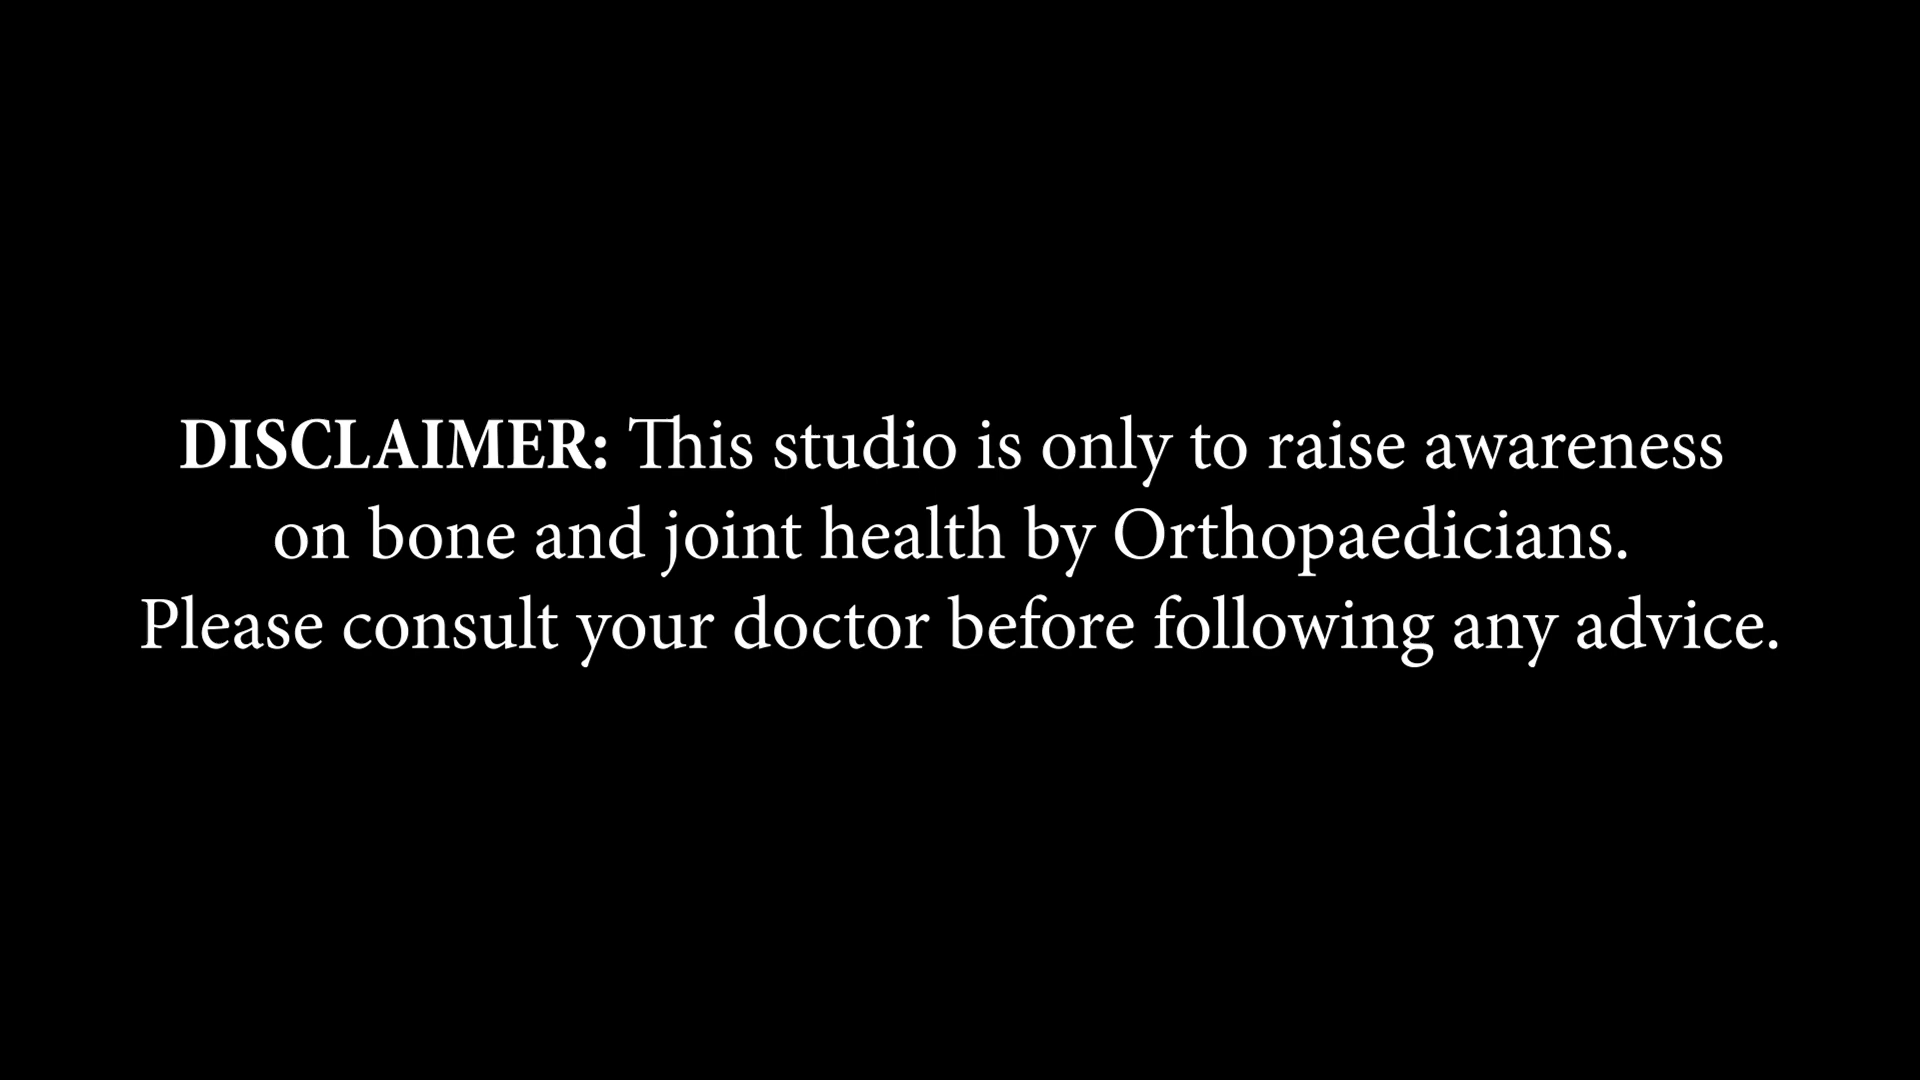 DISCLAIMER: This studio is only to raise awareness
on bone and joint health by Orthopaedicians.
Please consult your doctor before following any advice.